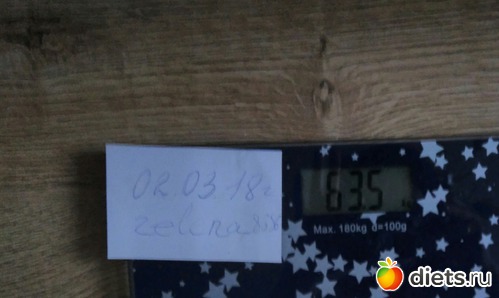 02.03.18г.
63.5
Max. 180kg d=100g
diets.ru